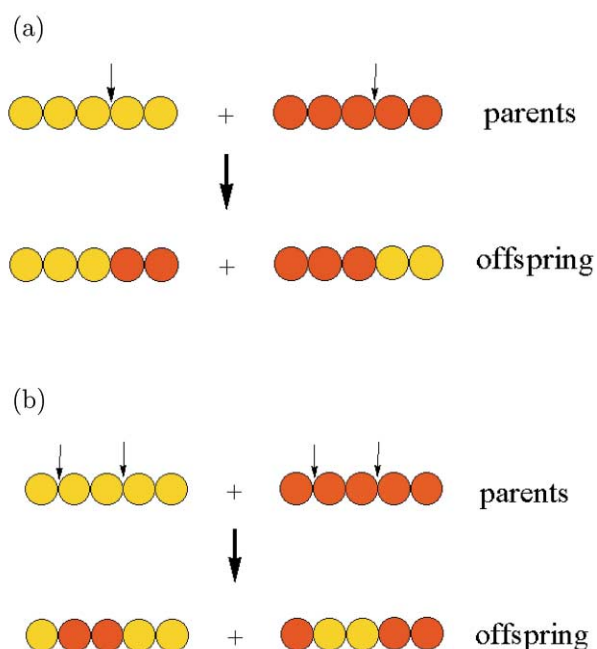 (a)
+ parents
+ offspring
(b)
+ parents
+ offspring